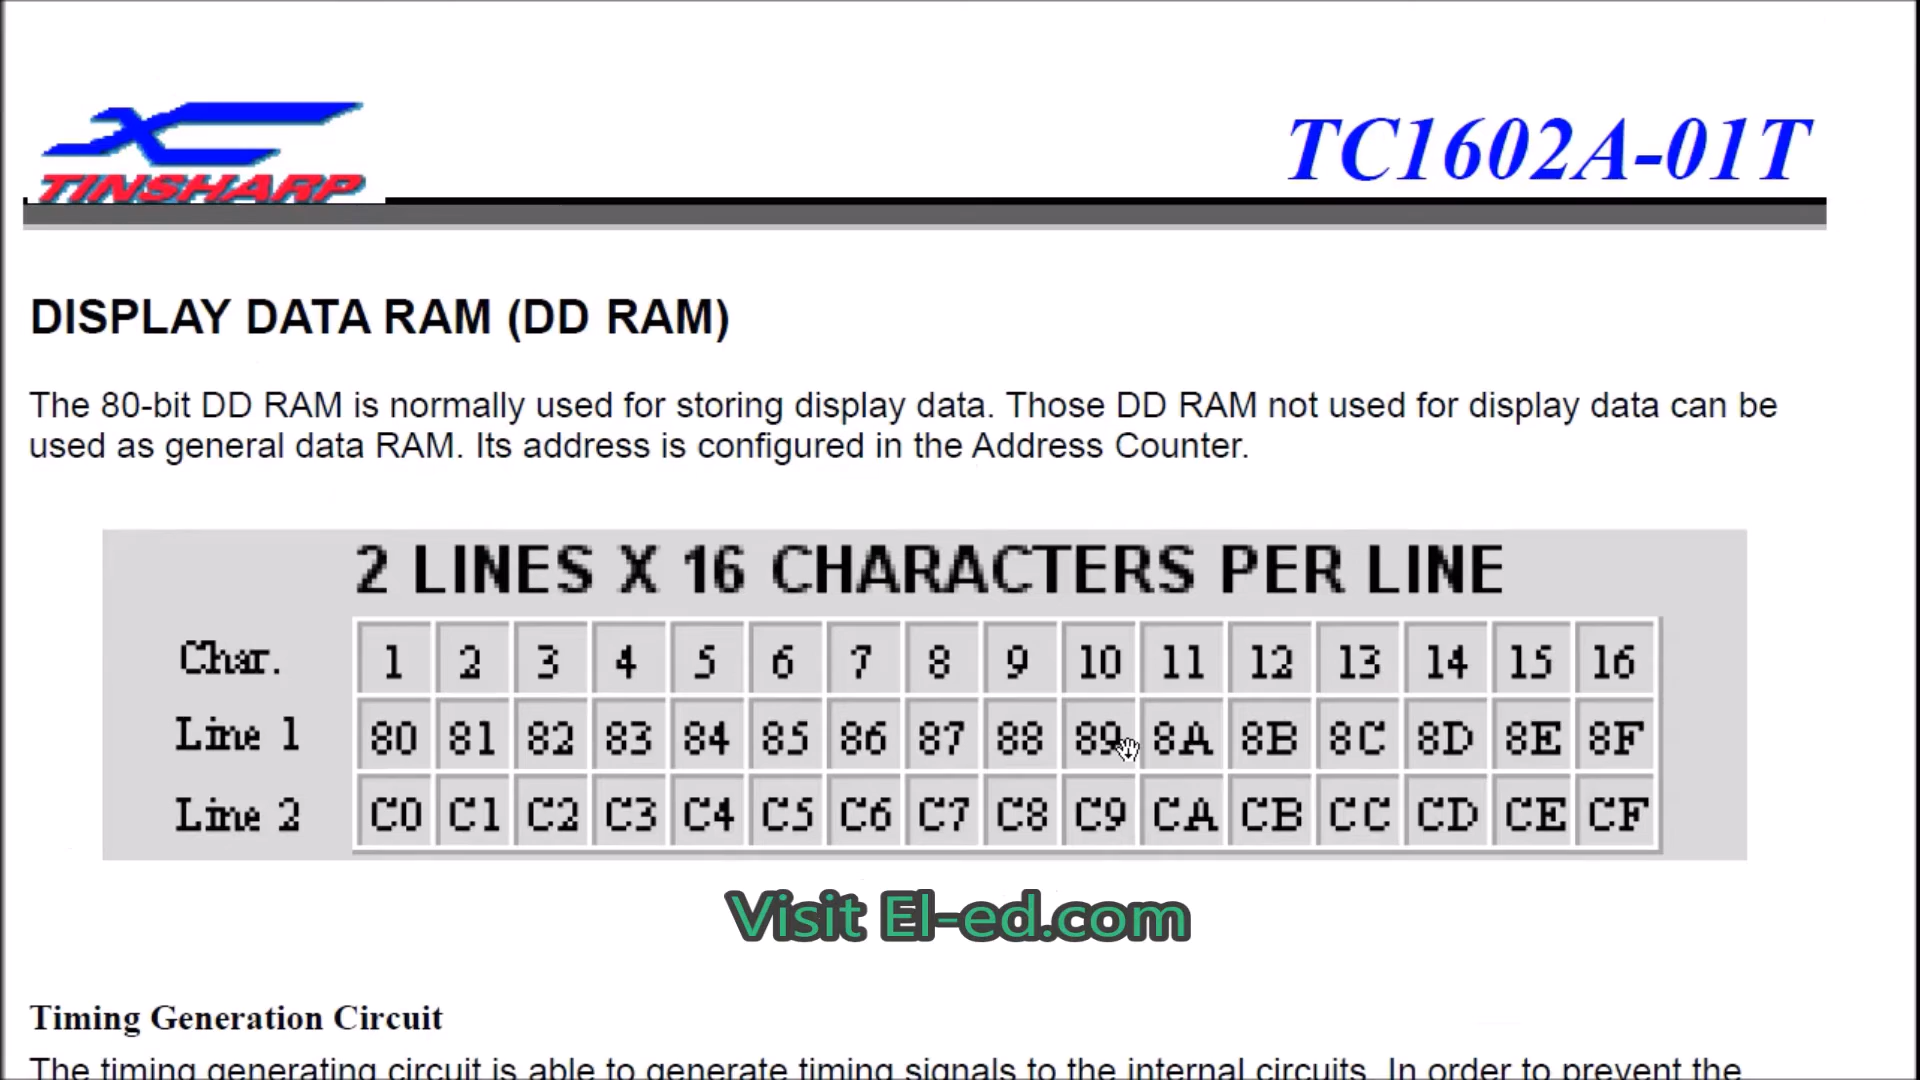 TINSHARP
TC1602A-01T
DISPLAY DATA RAM (DD RAM)
The 80-bit DD RAM is normally used for storing display data. Those DD RAM not used for display data can be
used as general data RAM. Its address is configured in the Address Counter.
2 LINES X 16 CHARACTERS PER LINE
Char. 1 2 3 4 5 6 7 8 9 10 11 12 13 14 15 16
Line 1 80 81 82 83 84 85 86 87 88 89 8A 8B 8C 8D 8E 8F
Line 2 C0 C1 C2 C3 C4 C5 C6 C7 C8 C9 CA CB CC CD CE CF
Visit El-ed.com
Timing Generation Circuit
The timing generating circuit is able to generate timing signals to the internal circuits. In order to prevent the